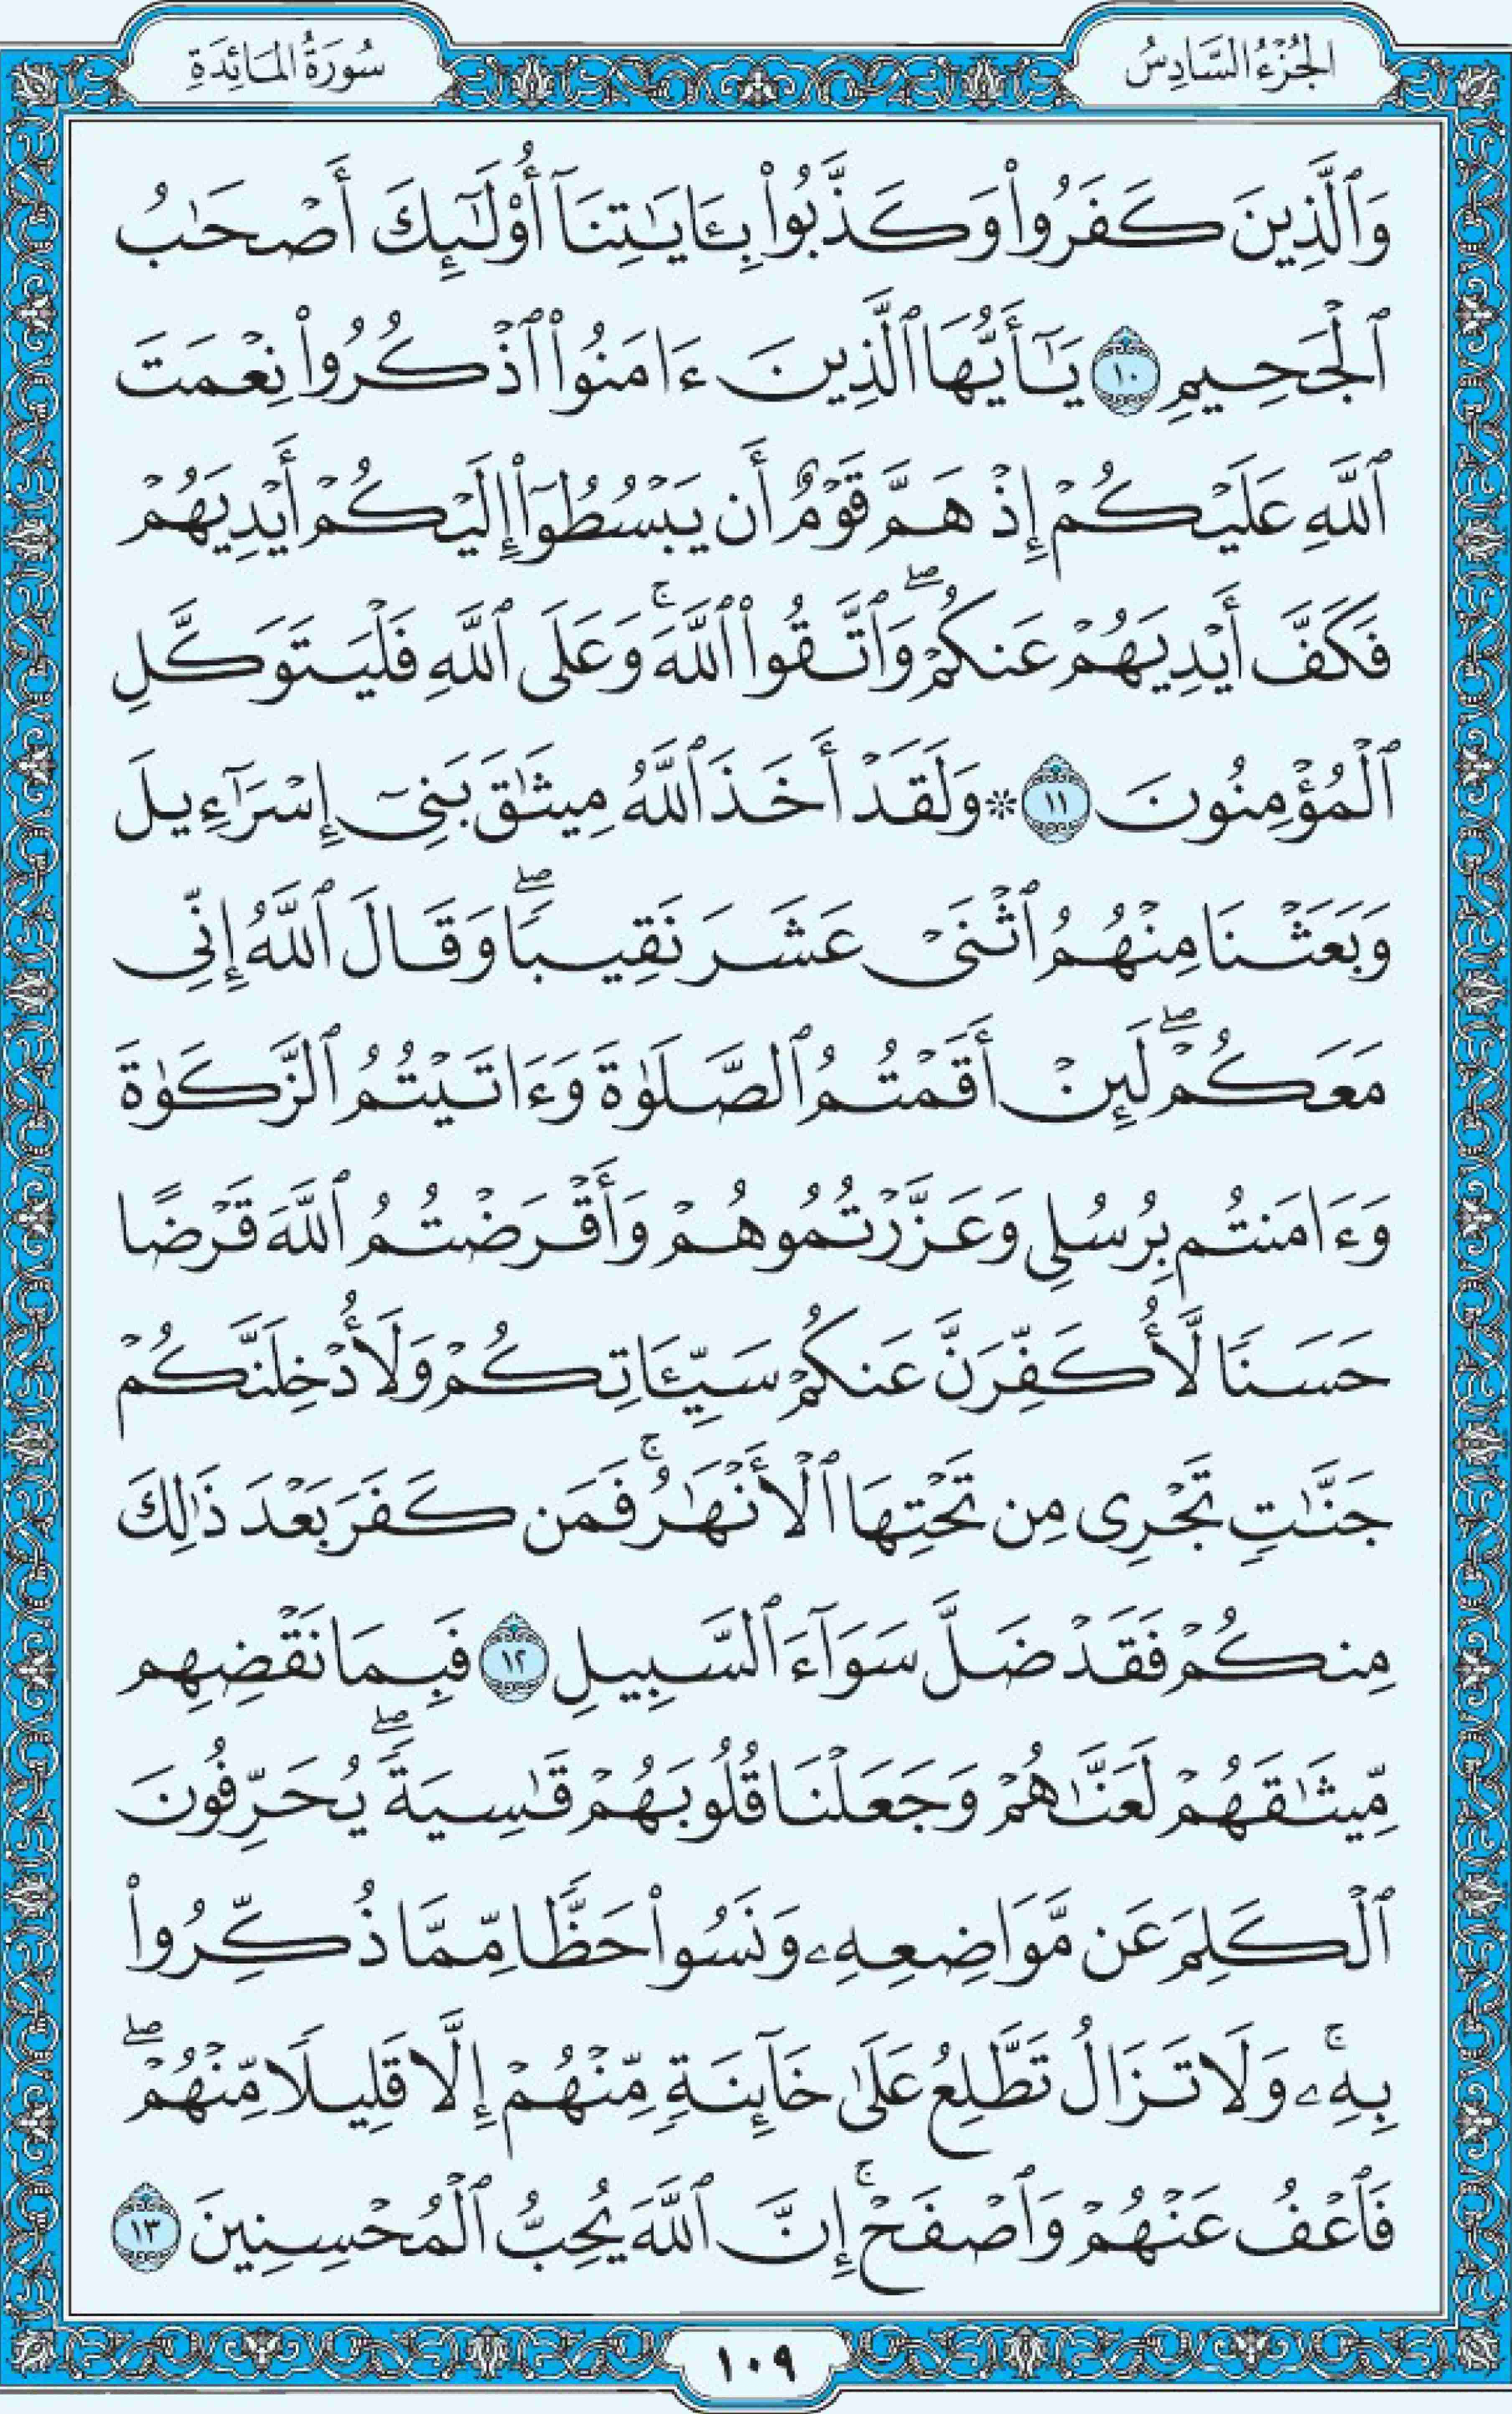 الجُزْءُ السَّادِسُ
سُورَةُ المَائِدَةِ
وَٱلَّذِينَ كَفَرُوا۟ وَكَذَّبُوا۟ بِـَٔايَـٰتِنَآ أُو۟لَـٰٓئِكَ أَصْحَـٰبُ
ٱلْجَحِيمِ ١٠ يَـٰٓأَيُّهَا ٱلَّذِينَ ءَامَنُوا۟ ٱذْكُرُوا۟ نِعْمَتَ
ٱللَّهِ عَلَيْكُمْ إِذْ هَمَّ قَوْمٌ أَن يَبْسُطُوٓا۟ إِلَيْكُمْ أَيْدِيَهُمْ
فَكَفَّ أَيْدِيَهُمْ عَنكُمْ ۖ وَٱتَّقُوا۟ ٱللَّهَ ۚ وَعَلَى ٱللَّهِ فَلْيَتَوَكَّلِ
ٱلْمُؤْمِنُونَ ١١ ۞ وَلَقَدْ أَخَذَ ٱللَّهُ مِيثَـٰقَ بَنِىٓ إِسْرَٰٓءِيلَ
وَبَعَثْنَا مِنْهُمُ ٱثْنَىْ عَشَرَ نَقِيبًا ۖ وَقَالَ ٱللَّهُ إِنِّى
مَعَكُمْ ۖ لَئِنْ أَقَمْتُمُ ٱلصَّلَوٰةَ وَءَاتَيْتُمُ ٱلزَّكَوٰةَ
وَءَامَنتُم بِرُسُلِى وَعَزَّرْتُمُوهُمْ وَأَقْرَضْتُمُ ٱللَّهَ قَرْضًا
حَسَنًا لَّأُكَفِّرَنَّ عَنكُمْ سَيِّـَٔاتِكُمْ وَلَأُدْخِلَنَّكُمْ
جَنَّـٰتٍ تَجْرِى مِن تَحْتِهَا ٱلْأَنْهَـٰرُ ۚ فَمَن كَفَرَ بَعْدَ ذَٰلِكَ
مِنكُمْ فَقَدْ ضَلَّ سَوَآءَ ٱلسَّبِيلِ ١٢ فَبِمَا نَقْضِهِم
مِّيثَـٰقَهُمْ لَعَنَّـٰهُمْ وَجَعَلْنَا قُلُوبَهُمْ قَـٰسِيَةً ۖ يُحَرِّفُونَ
ٱلْكَلِمَ عَن مَّوَاضِعِهِۦ وَنَسُوا۟ حَظًّا مِّمَّا ذُكِّرُوا۟
بِهِۦ ۚ وَلَا تَزَالُ تَطَّلِعُ عَلَىٰ خَآئِنَةٍ مِّنْهُمْ إِلَّا قَلِيلًا مِّنْهُمْ ۖ
فَٱعْفُ عَنْهُمْ وَٱصْفَحْ ۚ إِنَّ ٱللَّهَ يُحِبُّ ٱلْمُحْسِنِينَ ١٣
١٠٩